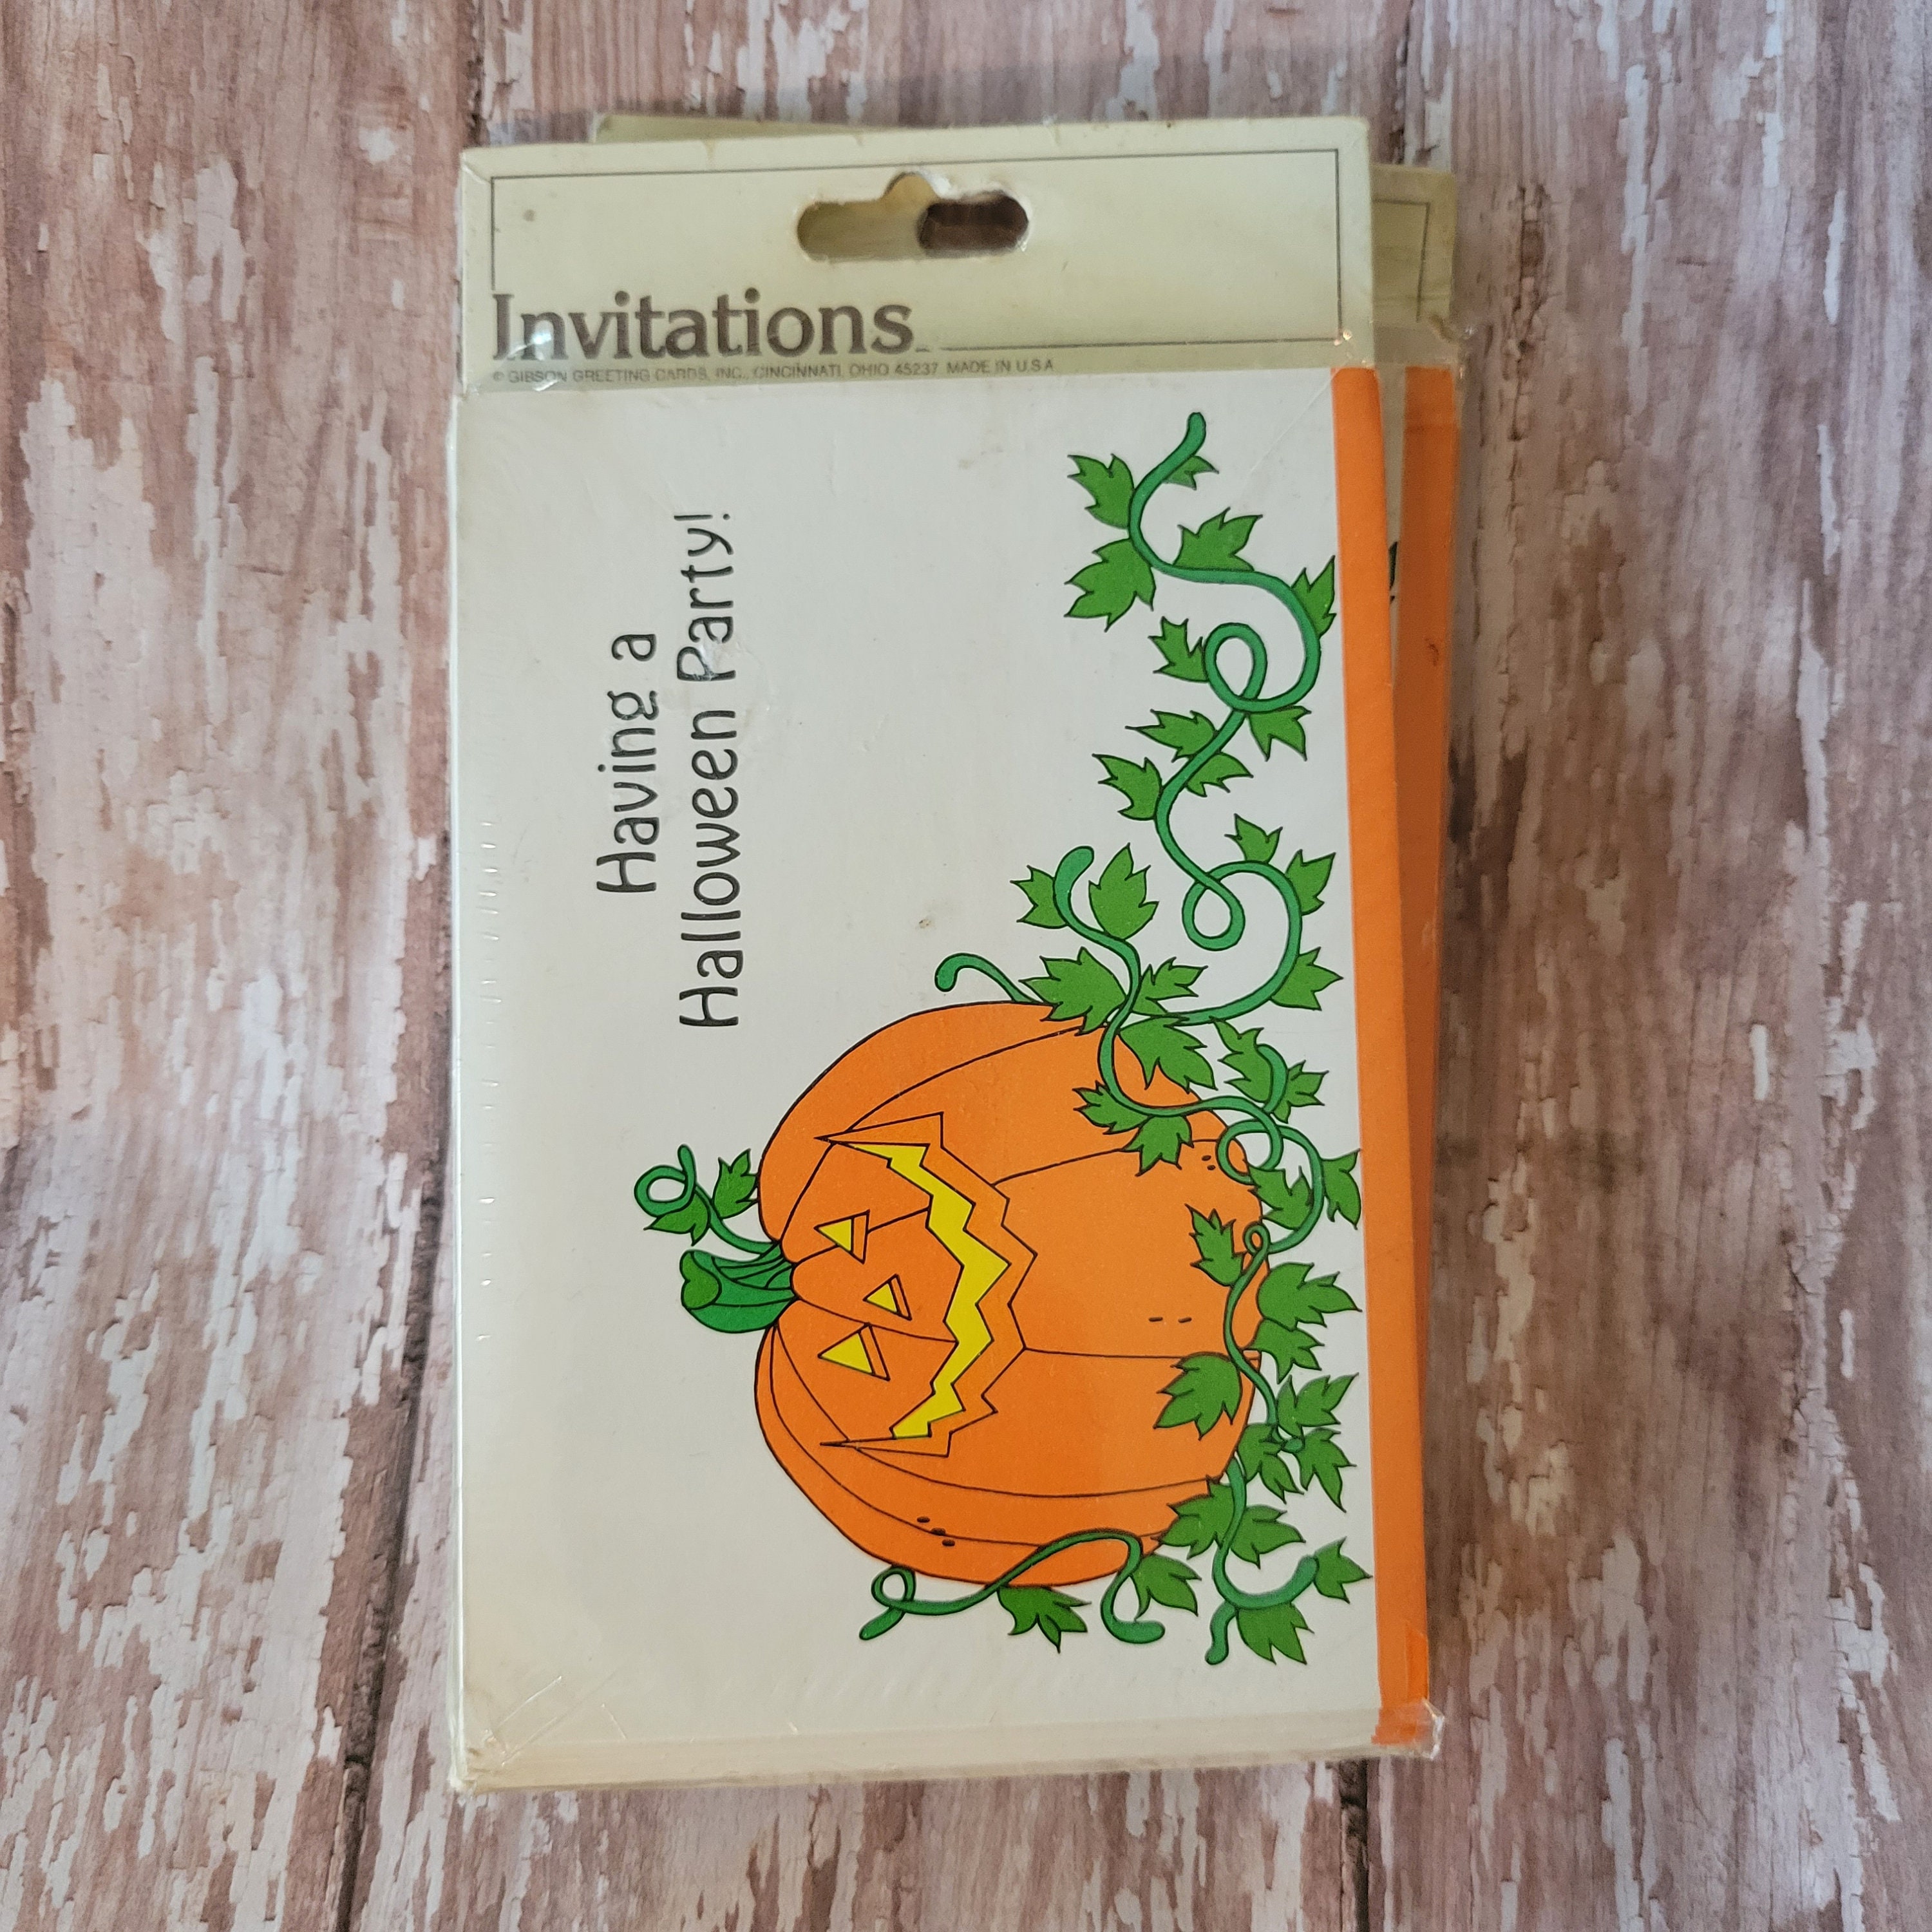 Invitations
© GIBSON GREETING CARDS, INC., CINCINNATI, OHIO 45237 MADE IN U.S.A
Having a
Halloween Party!